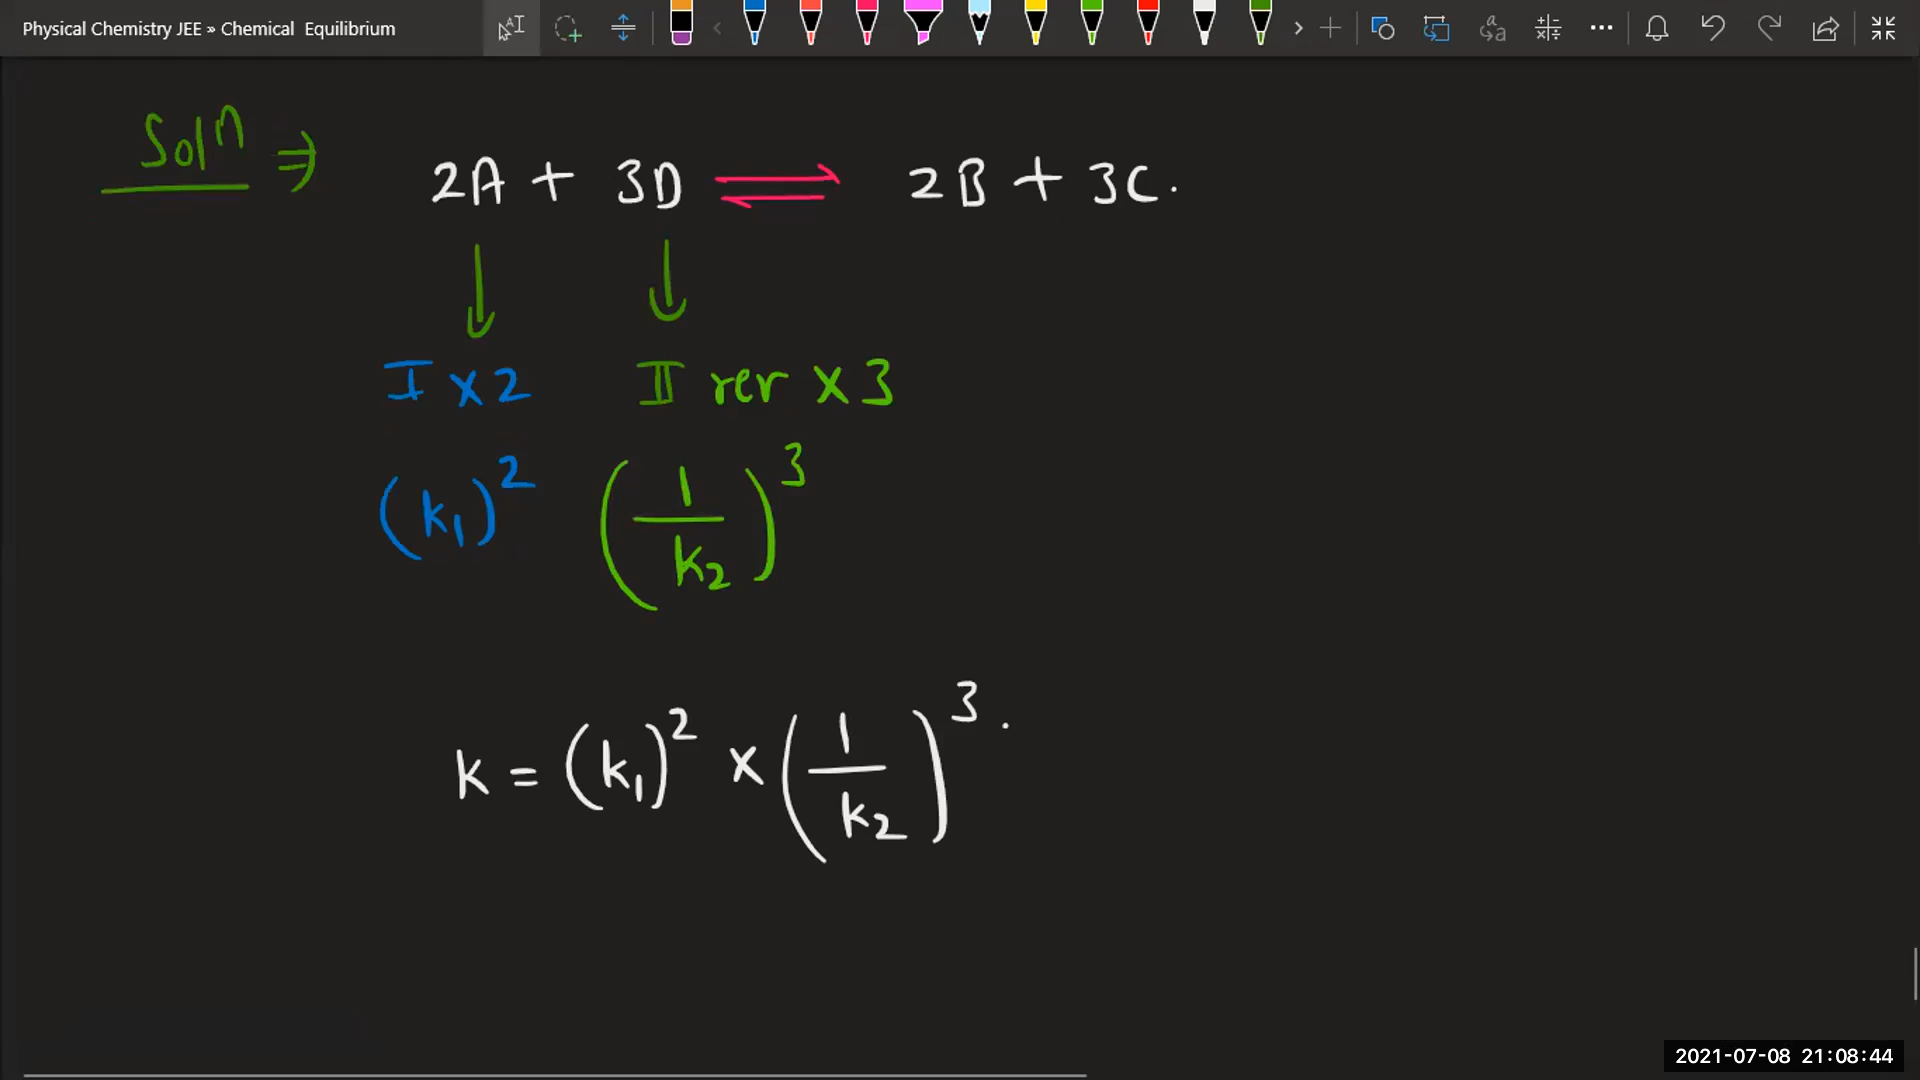 Physical Chemistry JEE » Chemical Equilibrium
Solⁿ ⇒ 2A + 3D ⇌ 2B + 3C.
↓ ↓
I x 2 II rer x 3
(k₁)² (1/k₂)³
k = (k₁)² x (1/k₂)³.
2021-07-08 21:08:44